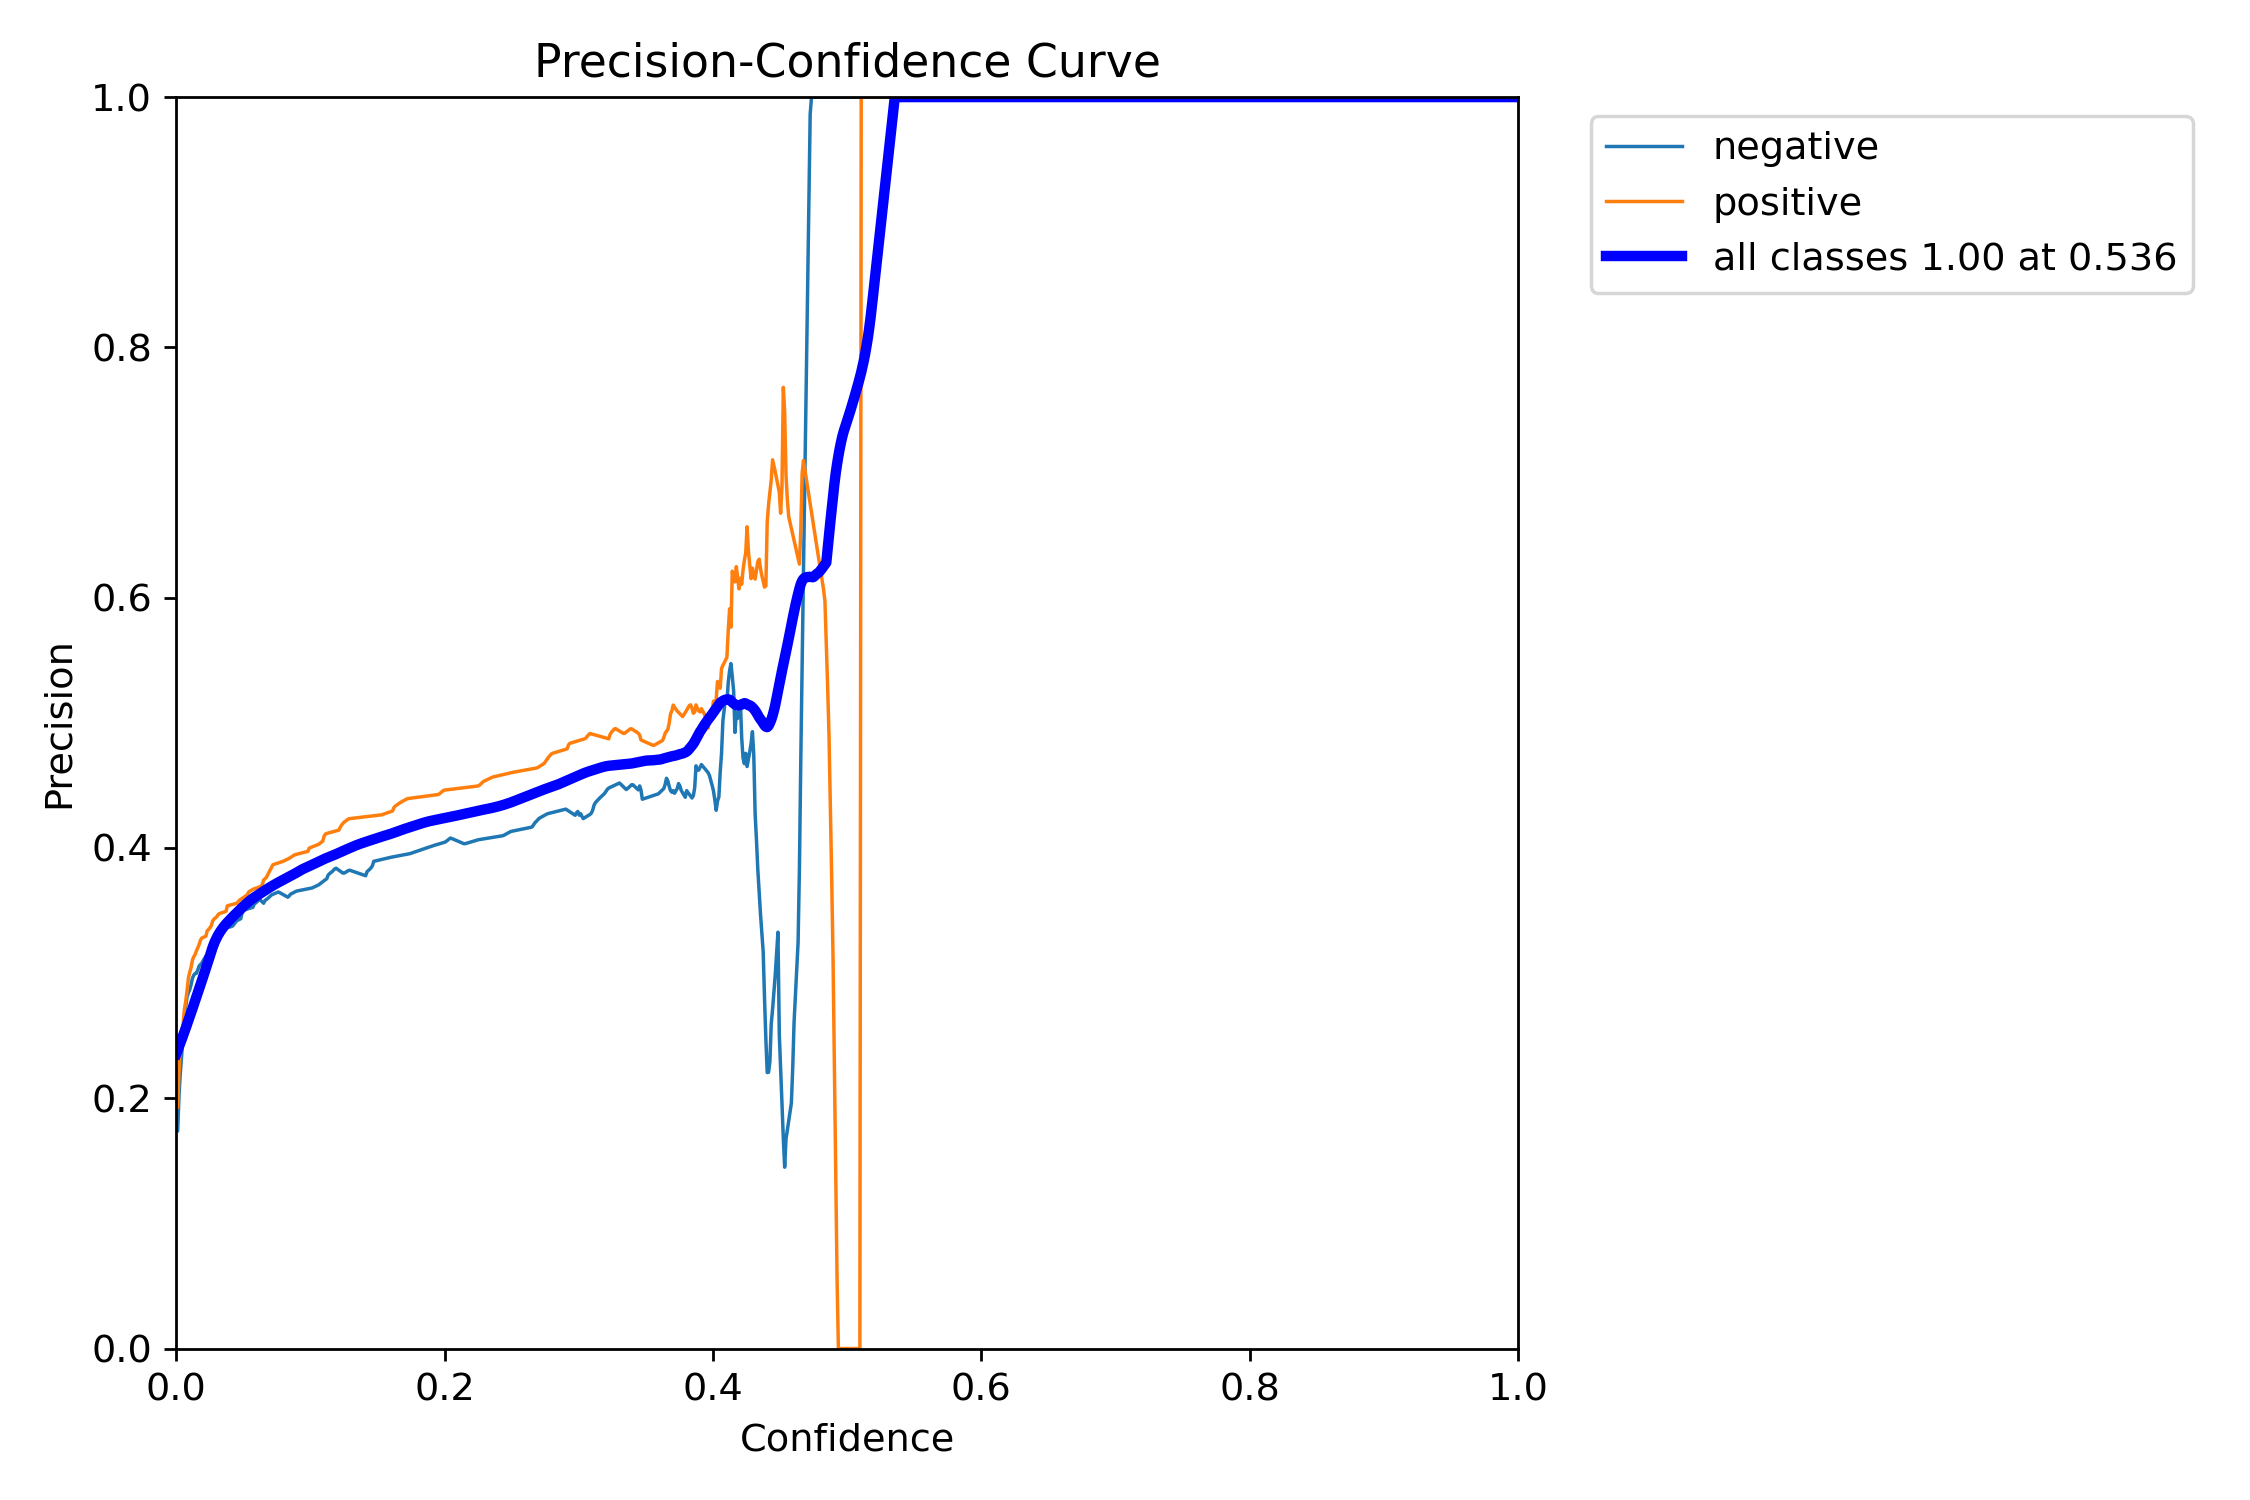 Precision-Confidence Curve
1.0
0.8
0.6
0.4
0.2
0.0
Precision
0.0 0.2 0.4 0.6 0.8 1.0
Confidence
negative
positive
all classes 1.00 at 0.536